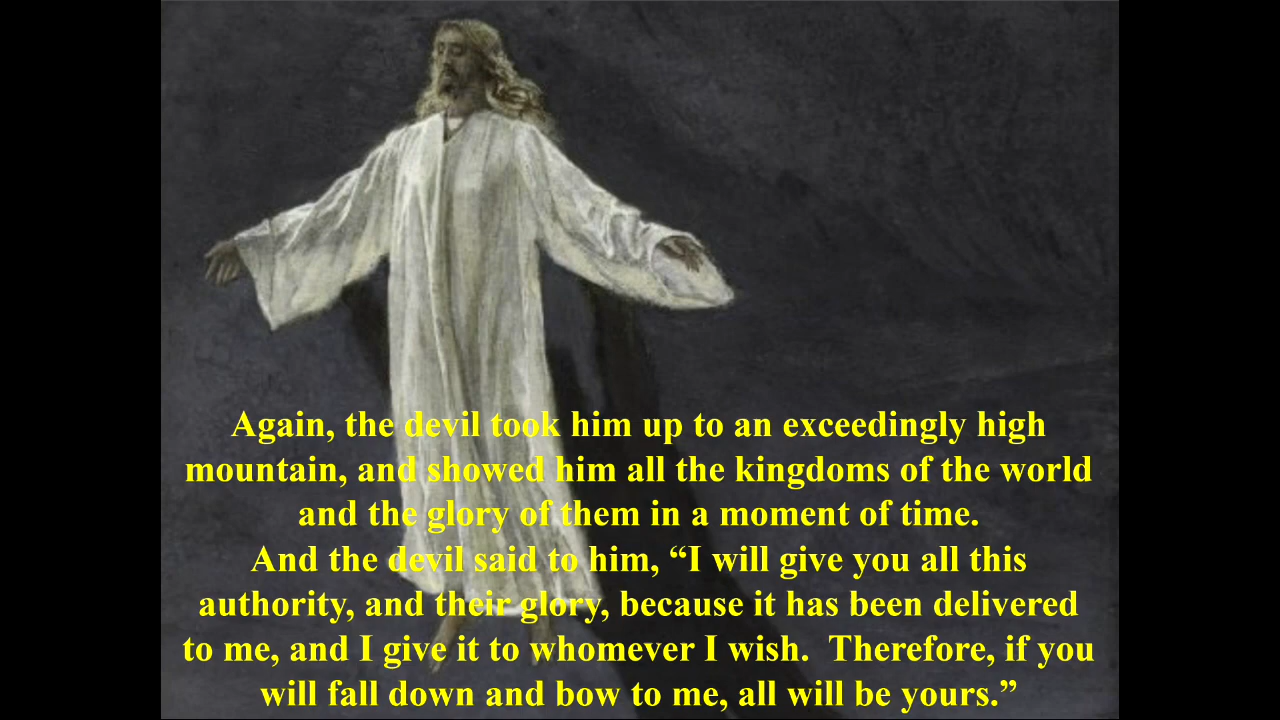 Again, the devil took him up to an exceedingly high
mountain, and showed him all the kingdoms of the world
and the glory of them in a moment of time.
And the devil said to him, “I will give you all this
authority, and their glory, because it has been delivered
to me, and I give it to whomever I wish.  Therefore, if you
will fall down and bow to me, all will be yours.”